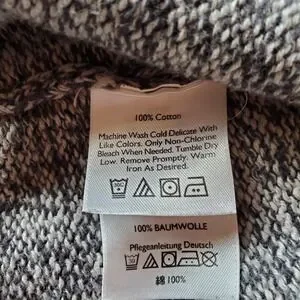 100% Cotton
Machine Wash Cold Delicate With
Like Colors. Only Non-Chlorine
Bleach When Needed. Tumble Dry
Low. Remove Promptly. Warm
Iron As Desired.
100% BAUMWOLLE
Pflegeanleitung Deutsch
綿 100%